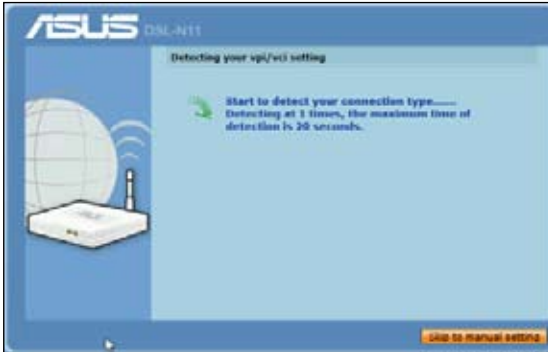 ASUS DSL-N11
Detecting your vpi/vci setting
Start to detect your connection type......
Detecting at 1 times, the maximum time of
detection is 20 seconds.
Skip to manual setting